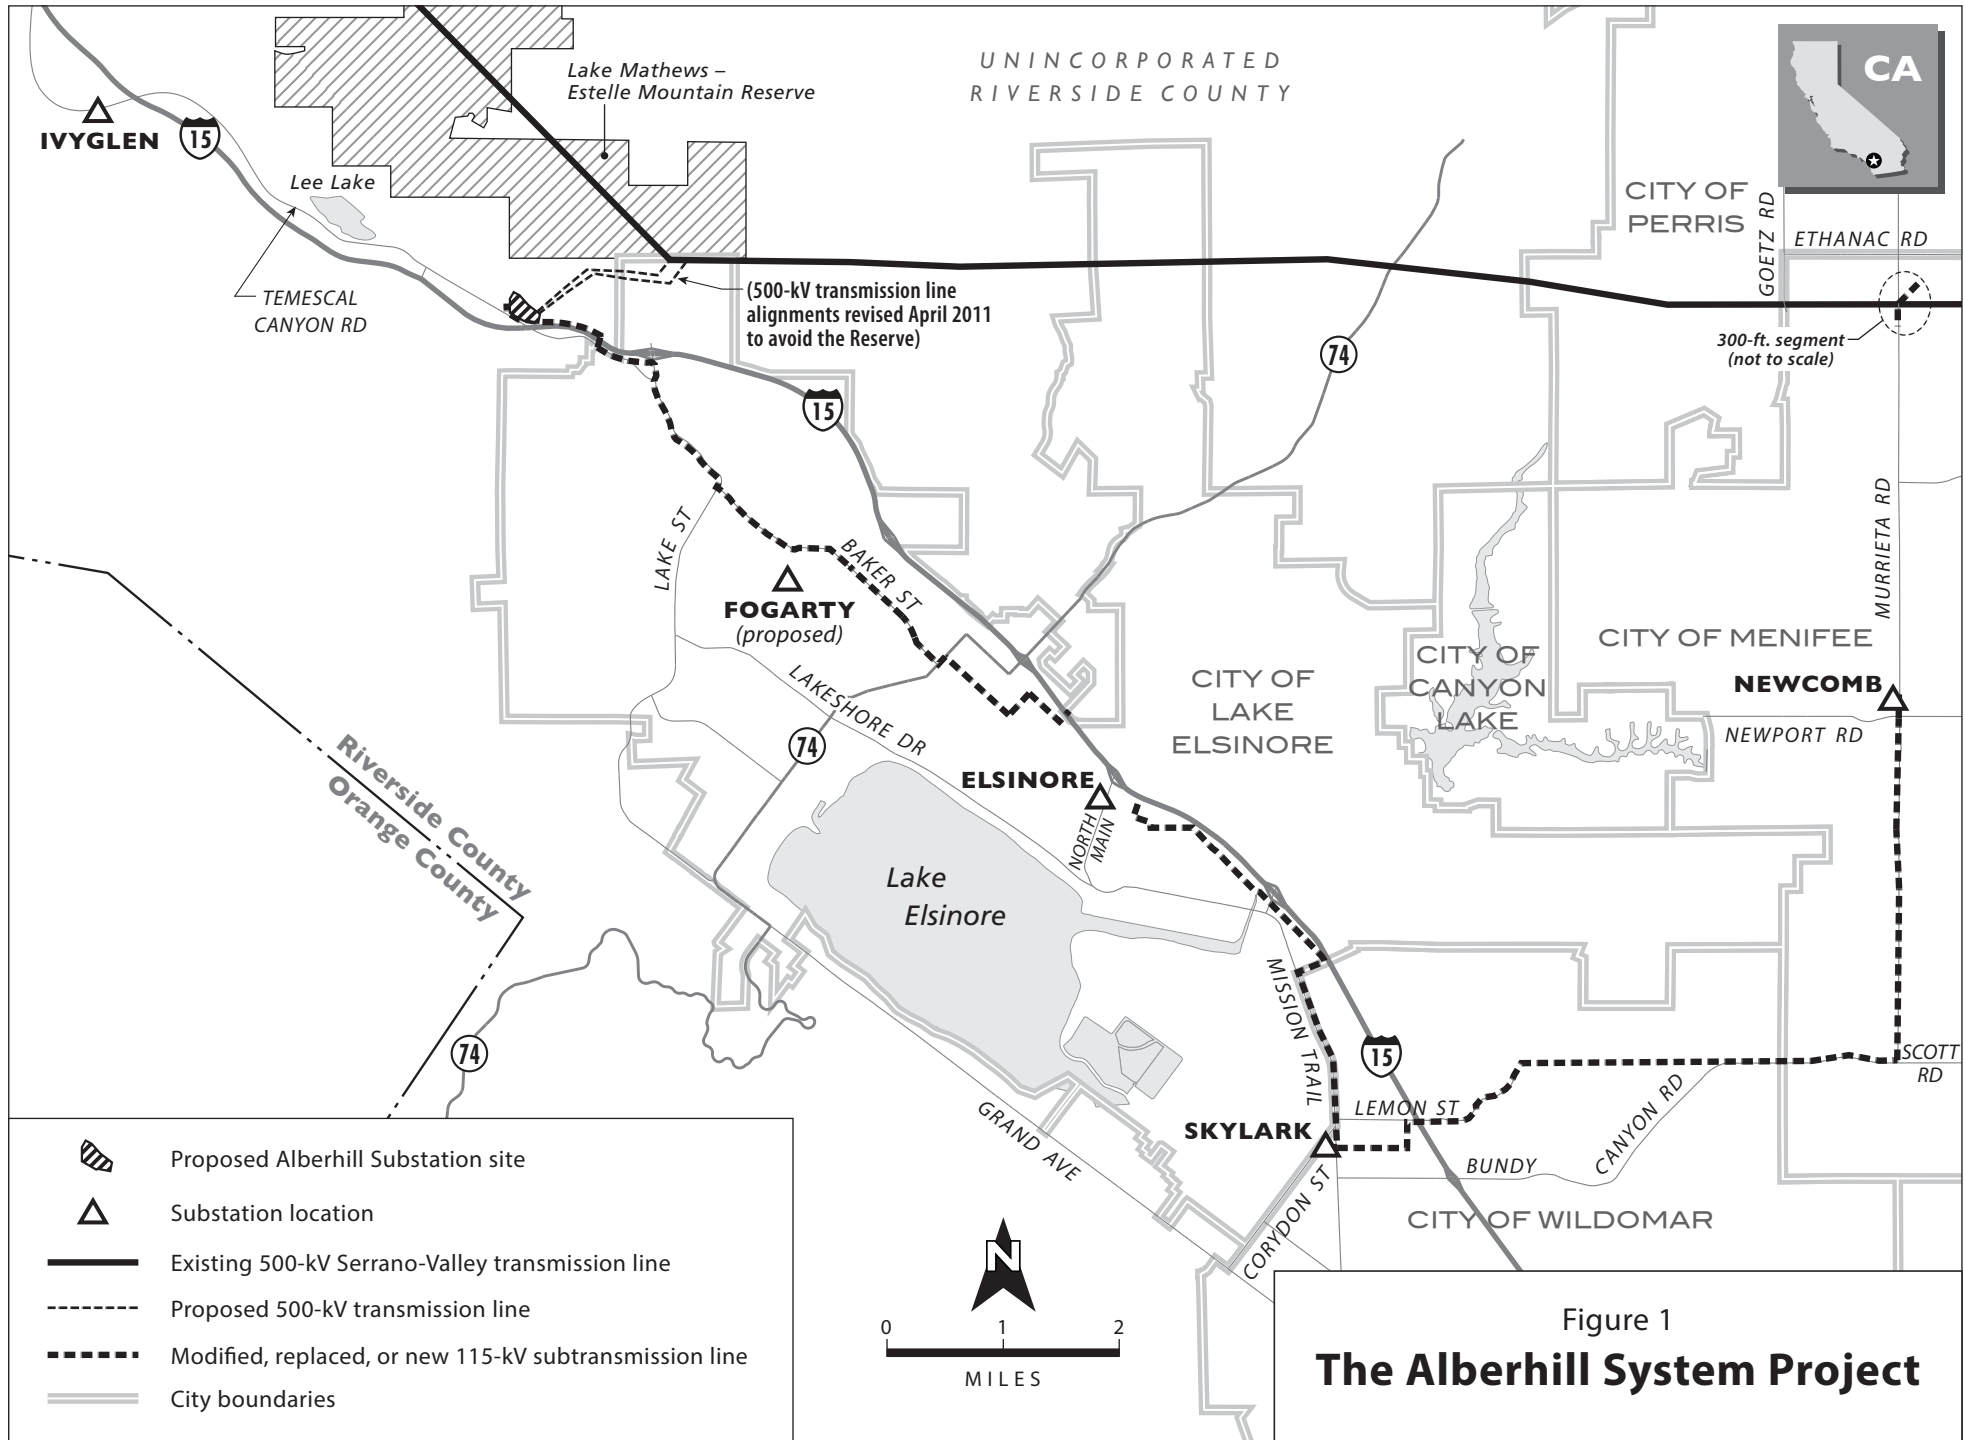 UNINCORPORATED
RIVERSIDE COUNTY
CA
Lake Mathews –
Estelle Mountain Reserve
IVYGLEN
15
Lee Lake
TEMESCAL
CANYON RD
CITY OF
PERRIS
GOETZ RD
ETHANAC RD
(500-kV transmission line
alignments revised April 2011
to avoid the Reserve)
300-ft. segment
(not to scale)
74
15
LAKE ST
BAKER ST
FOGARTY
(proposed)
MURRIETA RD
CITY OF MENIFEE
CITY OF
CANYON
LAKE
CITY OF
LAKE
ELSINORE
NEWCOMB
NEWPORT RD
LAKESHORE DR
74
Riverside County
Orange County
ELSINORE
NORTH
MAIN
Lake
Elsinore
MISSION TRAIL
74
15
SCOTT
RD
LEMON ST
SKYLARK
CANYON RD
BUNDY
GRAND AVE
CORYDON ST
CITY OF WILDOMAR
Proposed Alberhill Substation site
Substation location
Existing 500-kV Serrano-Valley transmission line
Proposed 500-kV transmission line
Modified, replaced, or new 115-kV subtransmission line
City boundaries
N
0 1 2
MILES
Figure 1
The Alberhill System Project